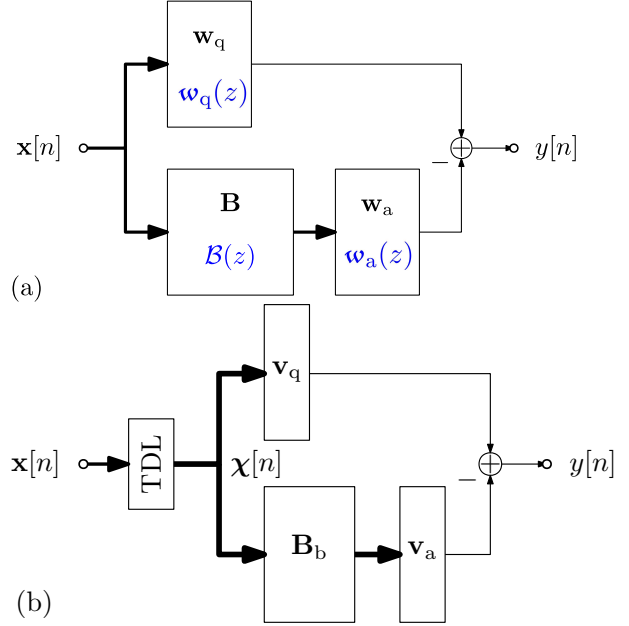 𝐰_q
𝔀_q(z)
𝐱[n]
y[n]
−
𝐁
𝐰_a
ℬ(z)
𝔀_a(z)
(a)
𝐯_q
𝐱[n]
TDL
𝛘[n]
y[n]
−
𝐁_b
𝐯_a
(b)